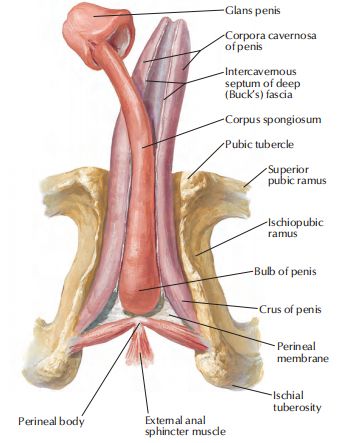 Glans penis
Corpora cavernosa
of penis
Intercavernous
septum of deep
(Buck's) fascia
Corpus spongiosum
Pubic tubercle
Superior
pubic ramus
Ischiopubic
ramus
Bulb of penis
Crus of penis
Perineal
membrane
Ischial
tuberosity
Perineal body
External anal
sphincter muscle